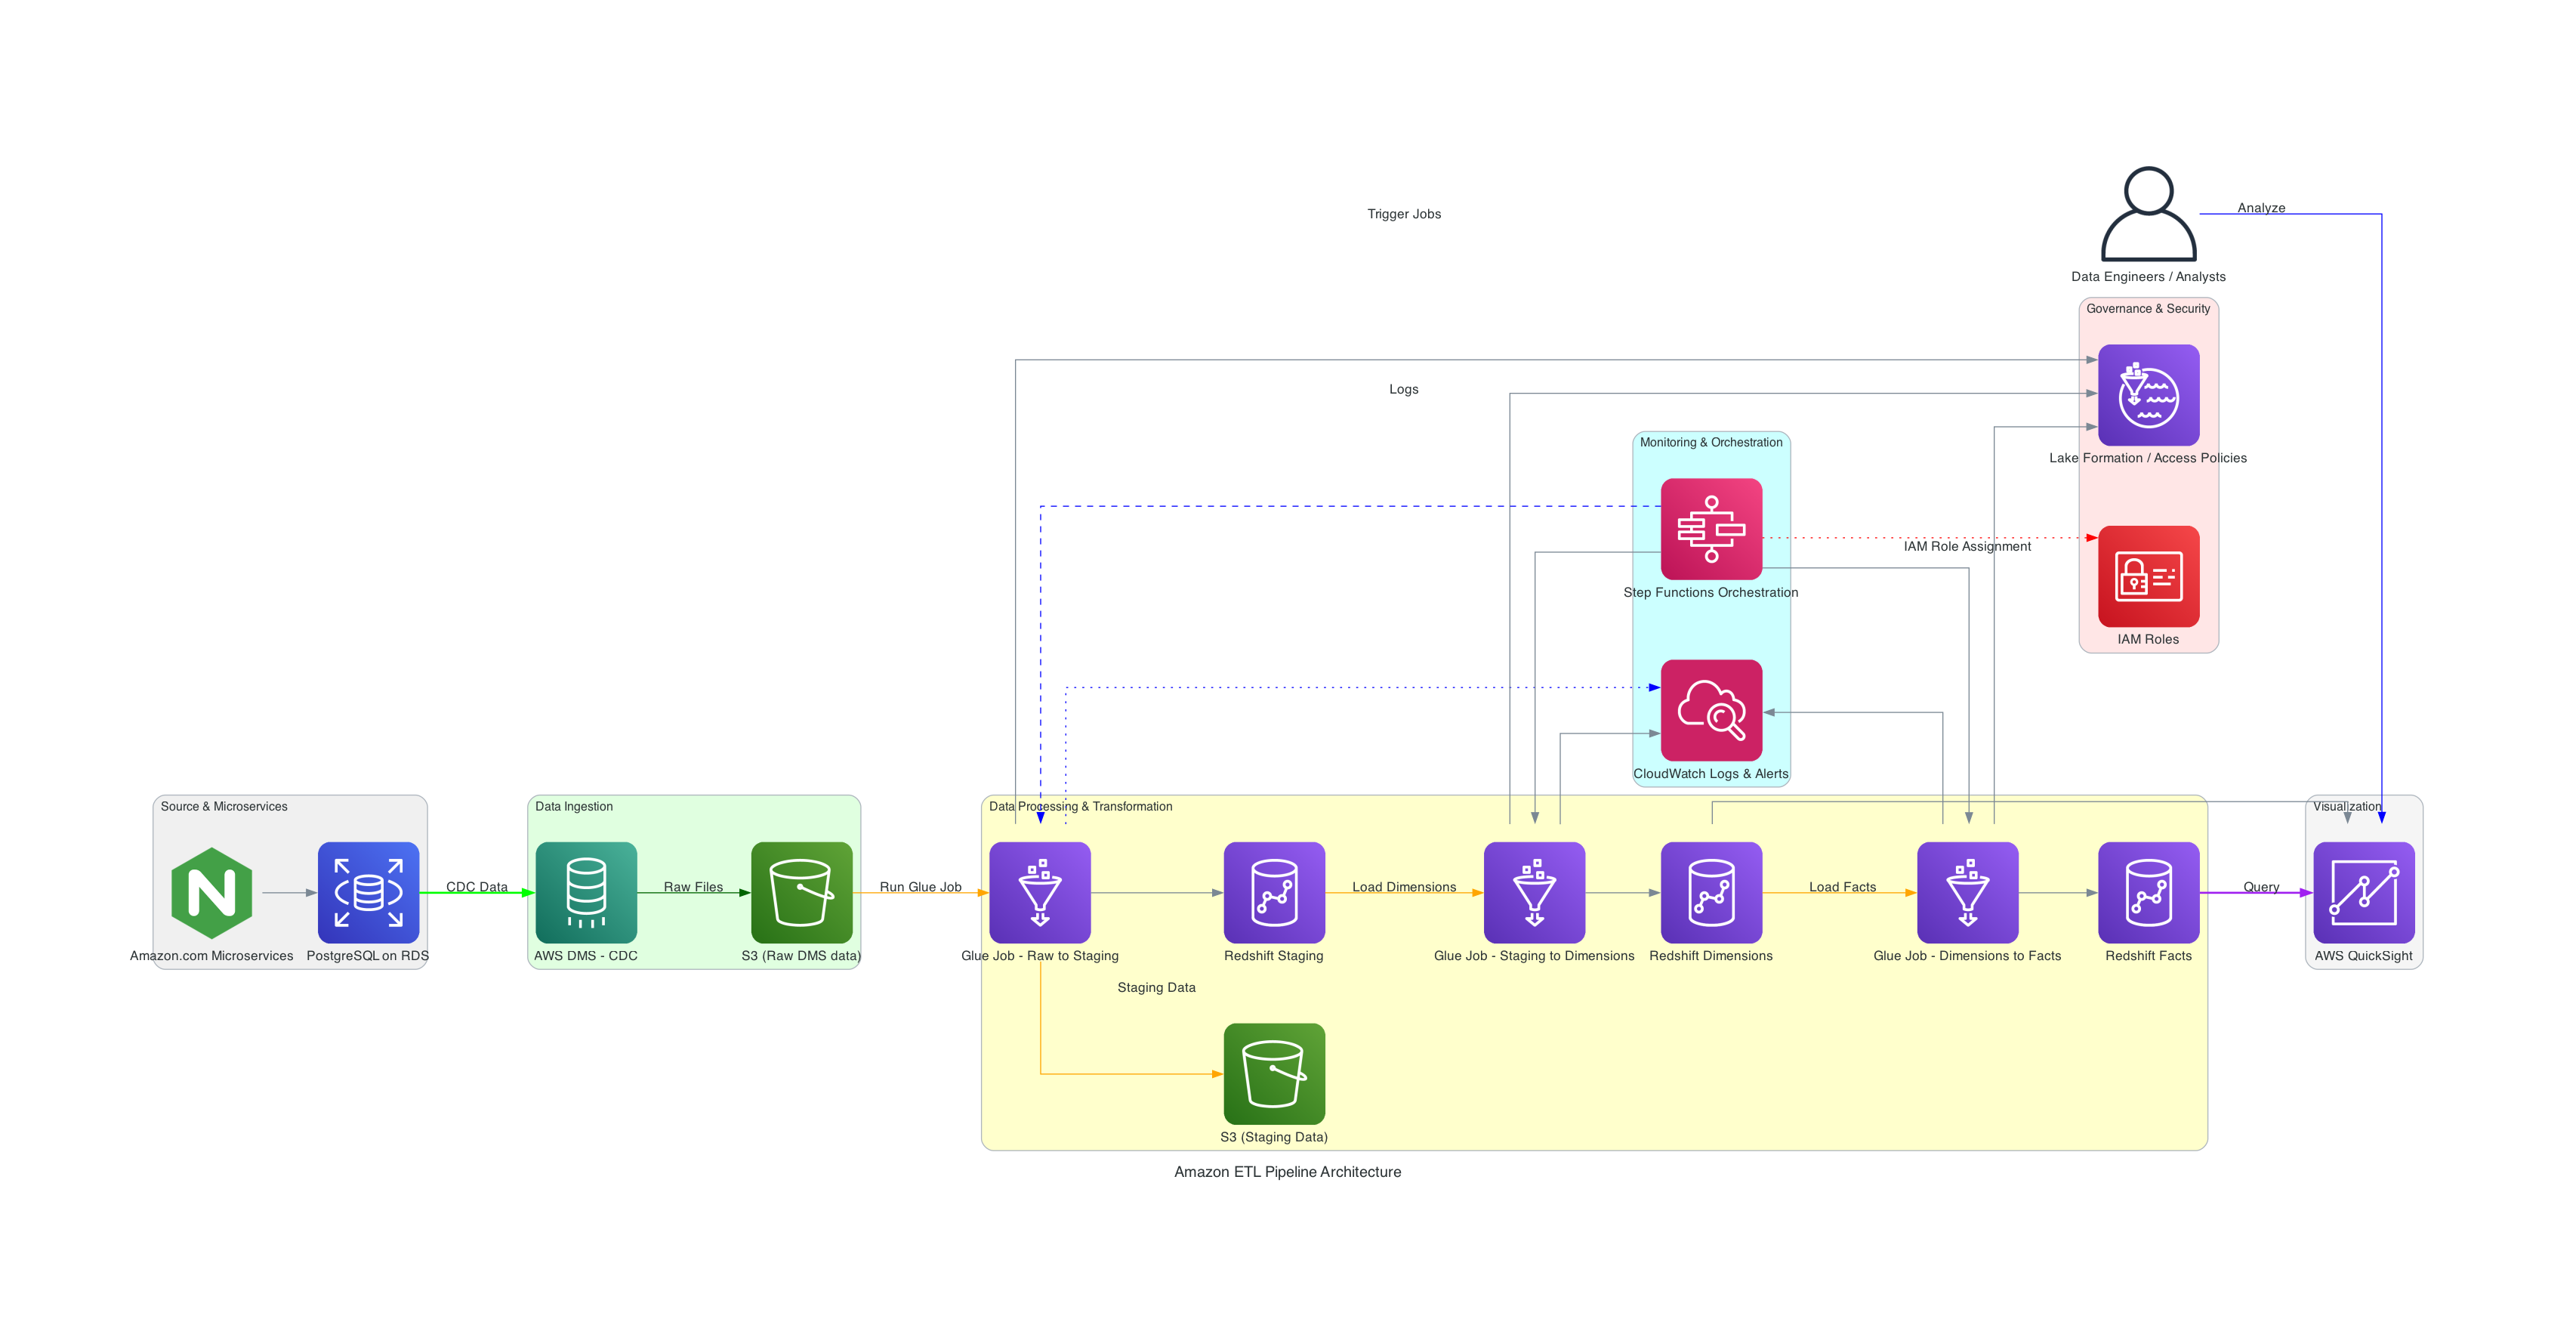 Trigger Jobs
Analyze
Data Engineers / Analysts
Governance & Security
Logs
Lake Formation / Access Policies
Monitoring & Orchestration
IAM Role Assignment
Step Functions Orchestration
IAM Roles
CloudWatch Logs & Alerts
Source & Microservices
Data Ingestion
Data Processing & Transformation
Visualization
CDC Data
Raw Files
Run Glue Job
Load Dimensions
Load Facts
Query
Amazon.com Microservices
PostgreSQL on RDS
AWS DMS - CDC
S3 (Raw DMS data)
Glue Job - Raw to Staging
Redshift Staging
Glue Job - Staging to Dimensions
Redshift Dimensions
Glue Job - Dimensions to Facts
Redshift Facts
AWS QuickSight
Staging Data
S3 (Staging Data)
Amazon ETL Pipeline Architecture